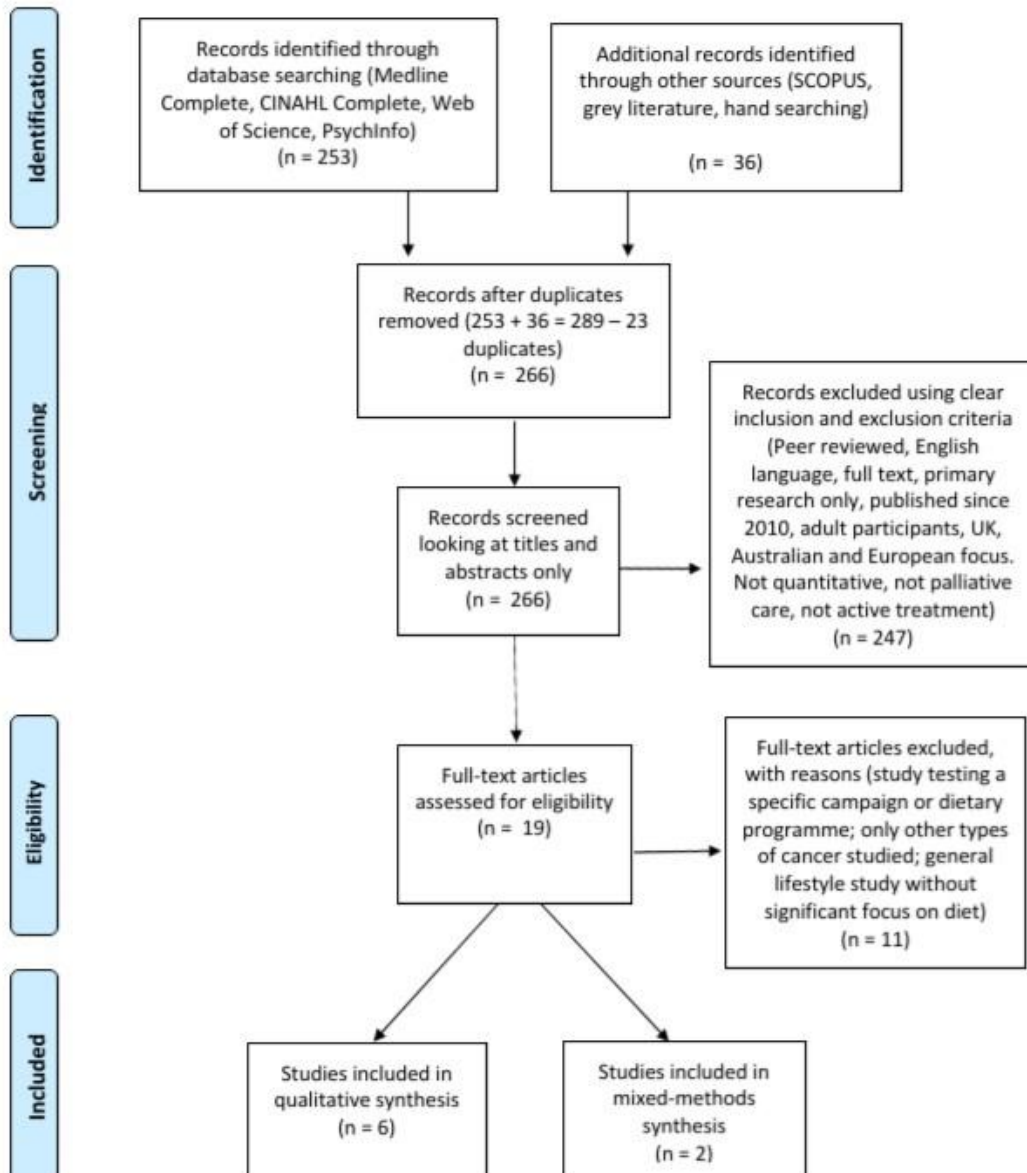 Identification
Records identified through
database searching (Medline
Complete, CINAHL Complete, Web
of Science, PsychInfo)
(n = 253)
Additional records identified
through other sources (SCOPUS,
grey literature, hand searching)
(n = 36)
Screening
Records after duplicates
removed (253 + 36 = 289 – 23
duplicates)
(n = 266)
Records screened
looking at titles and
abstracts only
(n = 266)
Records excluded using clear
inclusion and exclusion criteria
(Peer reviewed, English
language, full text, primary
research only, published since
2010, adult participants, UK,
Australian and European focus.
Not quantitative, not palliative
care, not active treatment)
(n = 247)
Eligibility
Full-text articles
assessed for eligibility
(n = 19)
Full-text articles excluded,
with reasons (study testing a
specific campaign or dietary
programme; only other types
of cancer studied; general
lifestyle study without
significant focus on diet)
(n = 11)
Included
Studies included in
qualitative synthesis
(n = 6)
Studies included in
mixed-methods
synthesis
(n = 2)